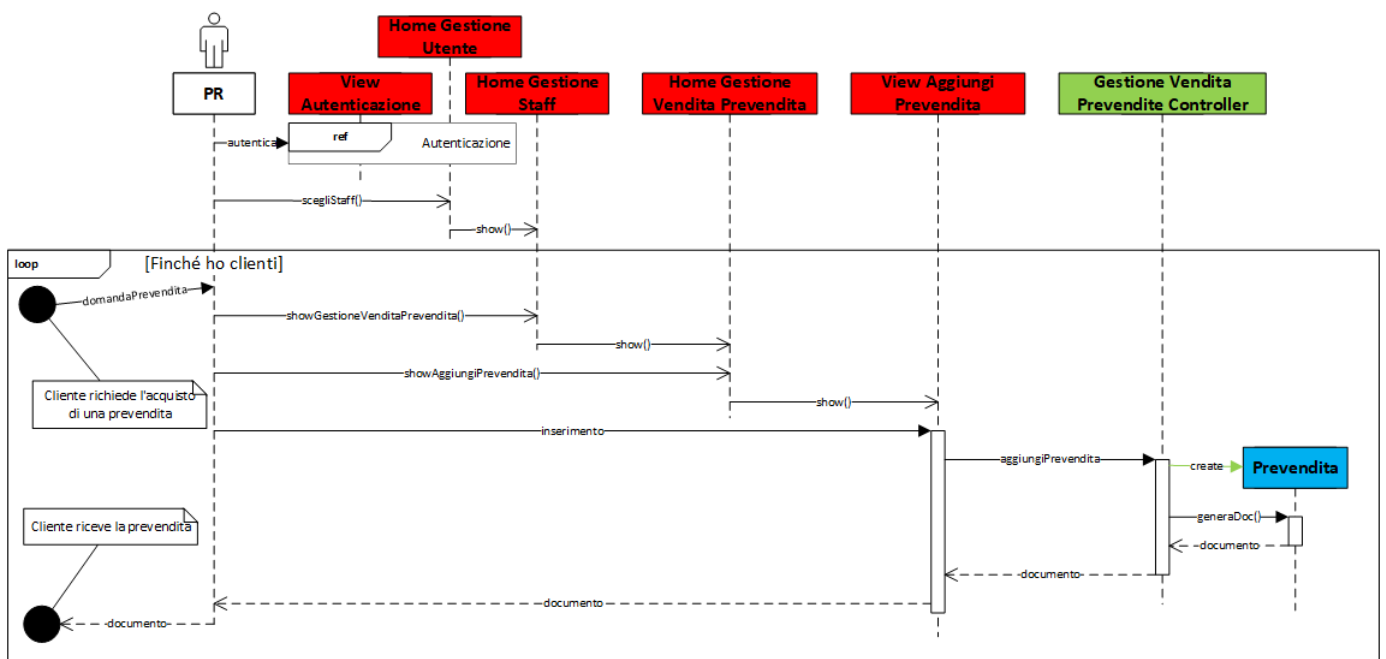 Home Gestione
Utente
PR
View
Autenticazione
Home Gestione
Staff
Home Gestione
Vendita Prevendita
View Aggiungi
Prevendita
Gestione Vendita
Prevendite Controller
autentica
ref
Autenticazione
scegliStaff()
show()
loop
[Finché ho clienti]
domandaPrevendita
showGestioneVenditaPrevendita()
show()
showAggiungiPrevendita()
Cliente richiede l'acquisto
di una prevendita
show()
inserimento
aggiungiPrevendita
create
Prevendita
generaDoc()
Cliente riceve la prevendita
documento
documento
documento
documento